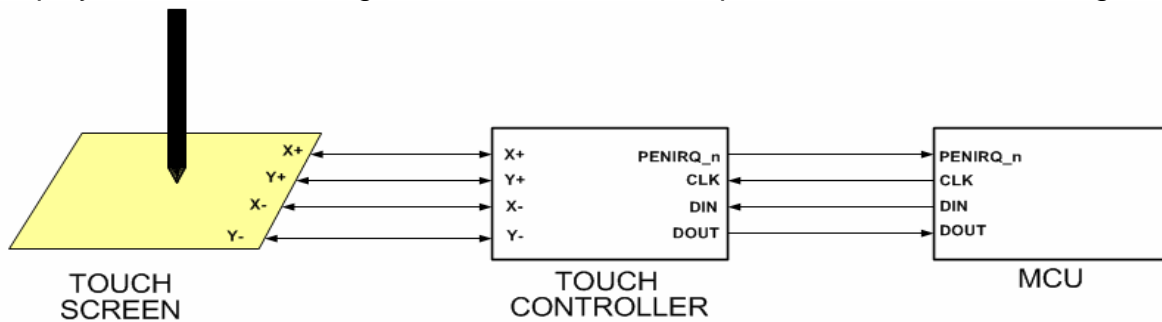 X+
Y+
X-
Y-
X+
Y+
X-
Y-
PENIRQ_n
CLK
DIN
DOUT
PENIRQ_n
CLK
DIN
DOUT
TOUCH
SCREEN
TOUCH
CONTROLLER
MCU